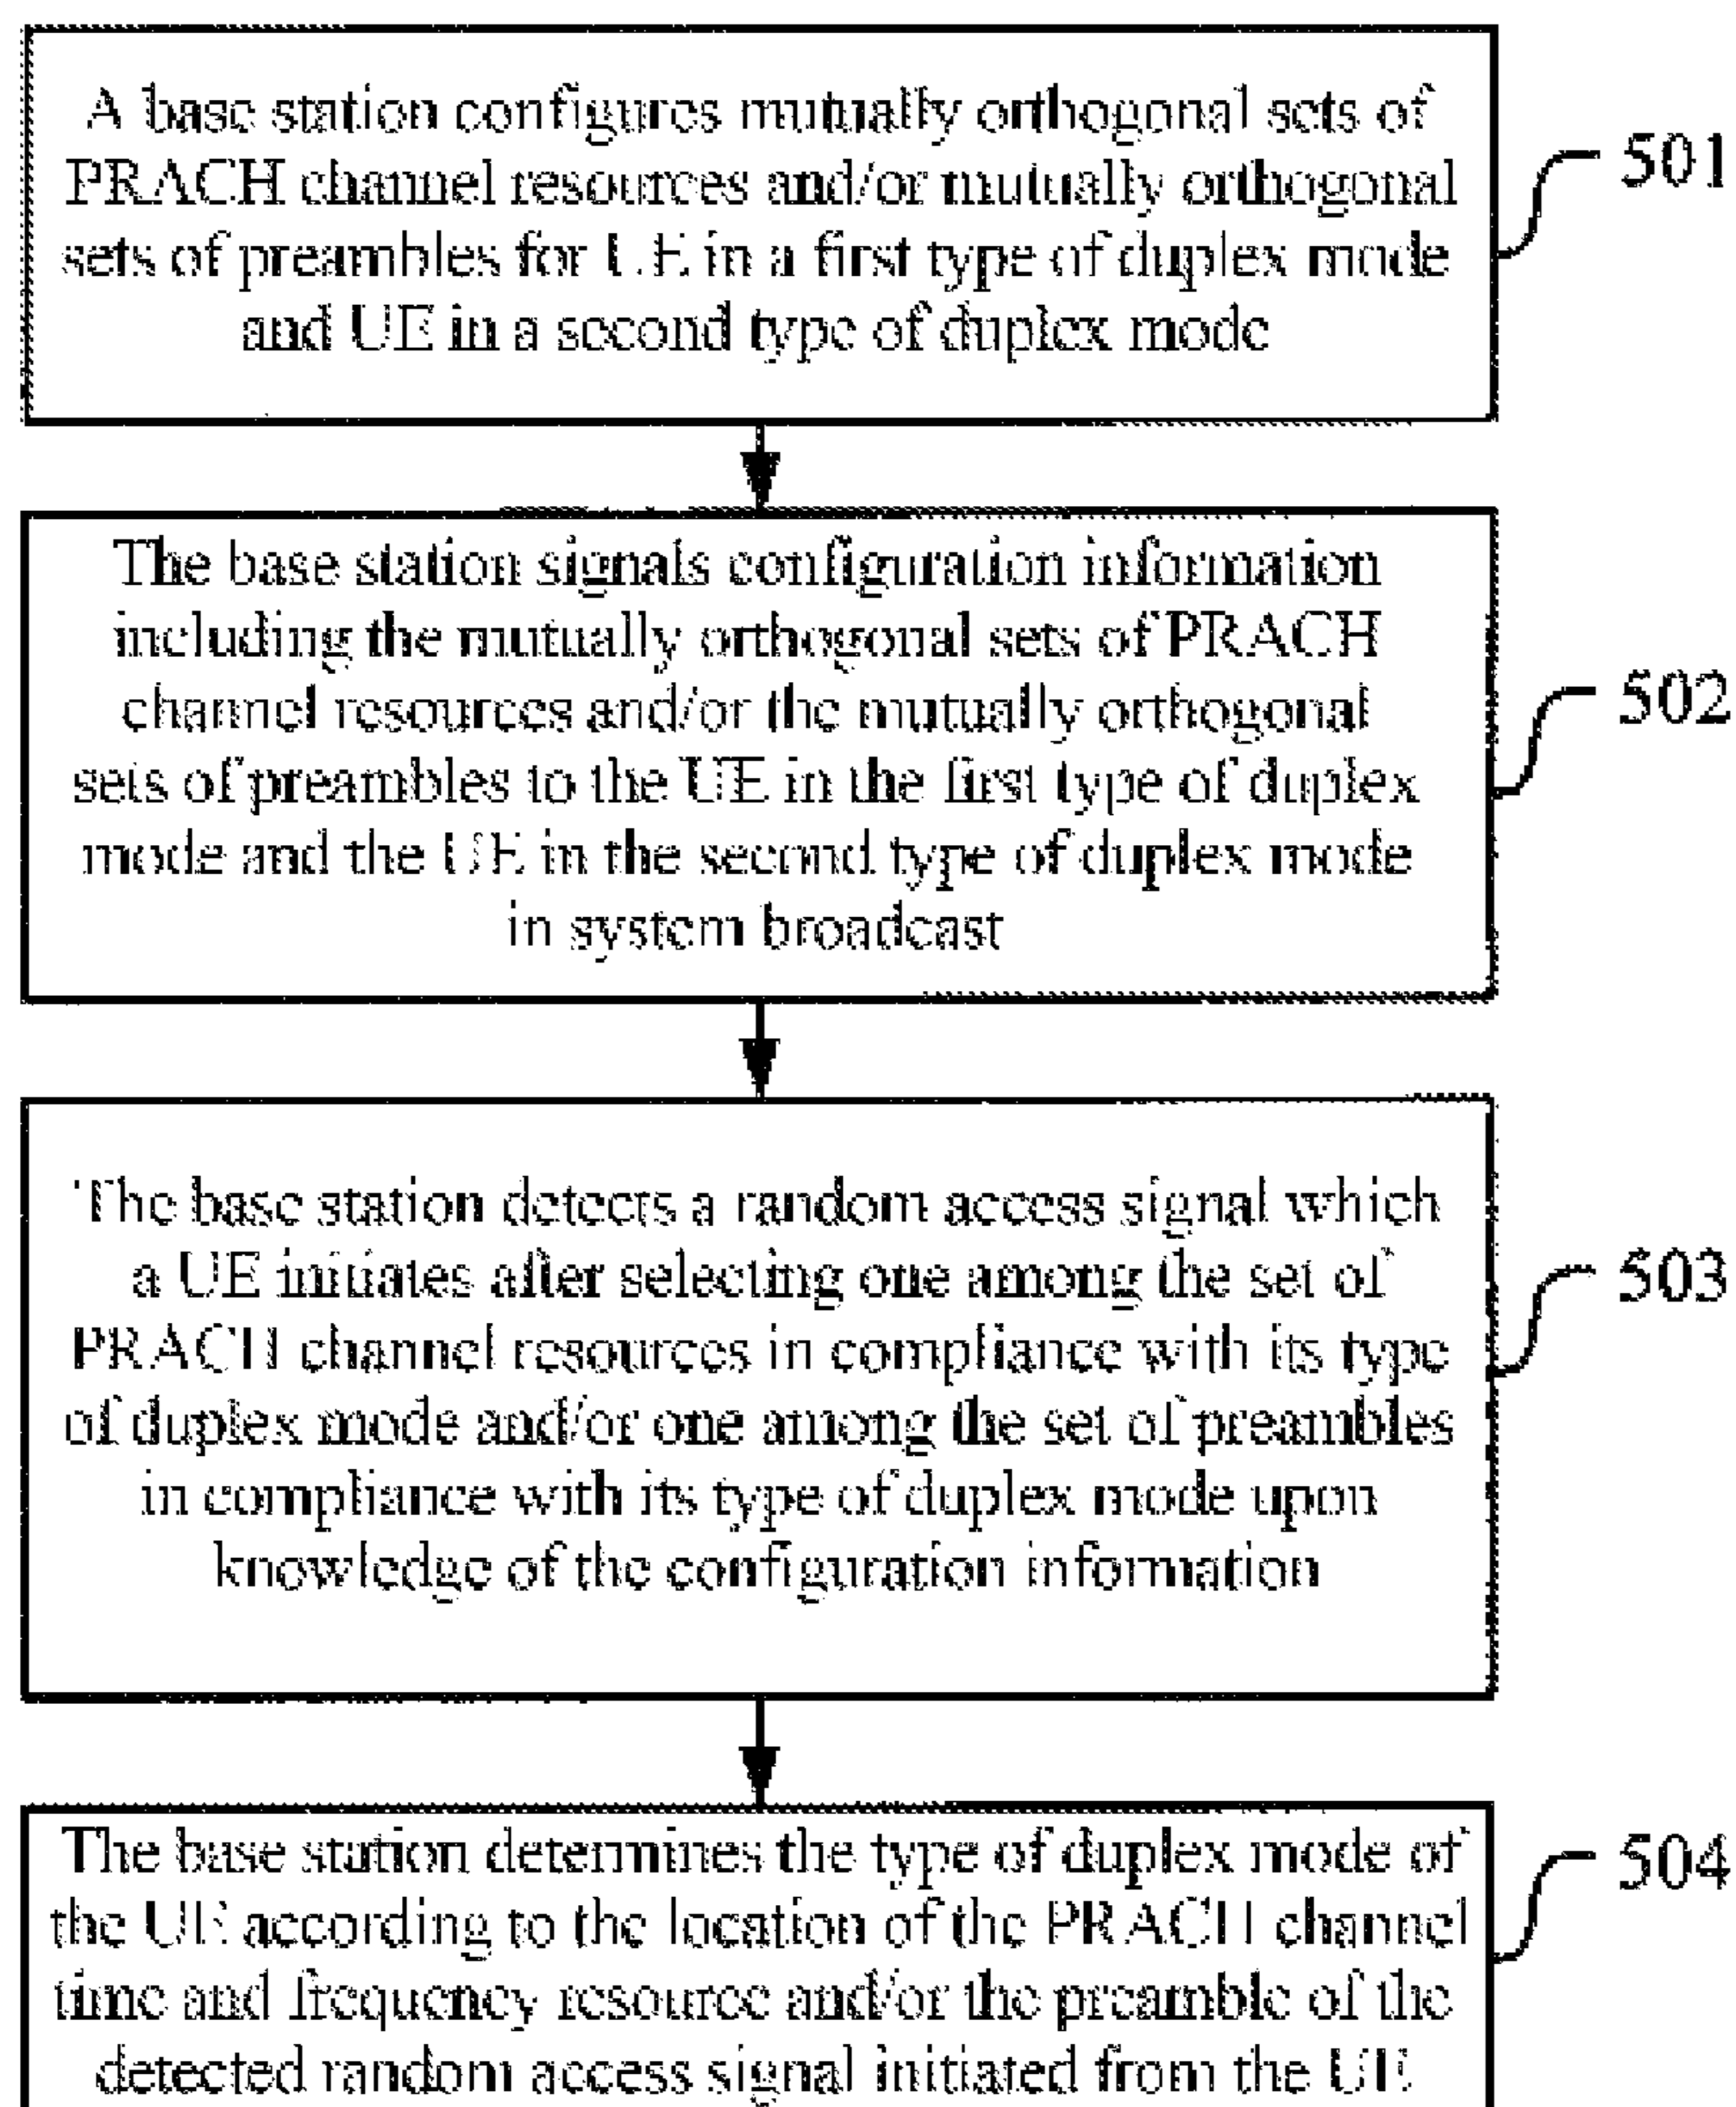 A base station configures mutually orthogonal sets of
PRACH channel resources and/or mutually orthogonal
sets of preambles for UE in a first type of duplex mode
and UE in a second type of duplex mode
501
The base station signals configuration information
including the mutually orthogonal sets of PRACH
channel resources and/or the mutually orthogonal
sets of preambles to the UE in the first type of duplex
mode and the UE in the second type of duplex mode
in system broadcast
502
The base station detects a random access signal which
a UE initiates after selecting one among the set of
PRACH channel resources in compliance with its type
of duplex mode and/or one among the set of preambles
in compliance with its type of duplex mode upon
knowledge of the configuration information
503
The base station determines the type of duplex mode of
the UE according to the location of the PRACH channel
time and frequency resource and/or the preamble of the
detected random access signal initiated from the UE
504